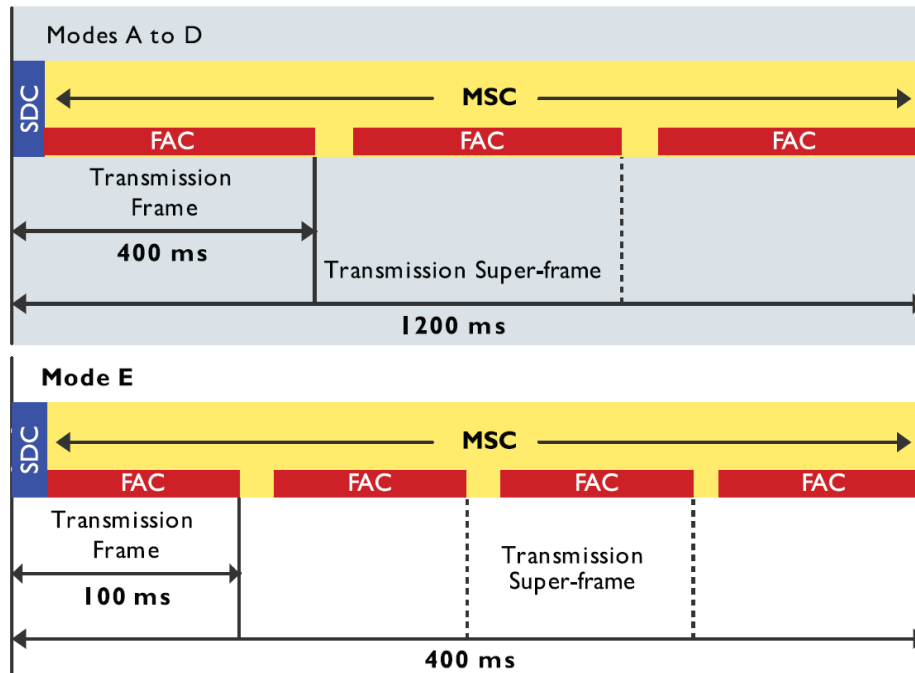 Modes A to D
SDC
MSC
FAC
FAC
FAC
Transmission
Frame
400 ms
Transmission Super-frame
1200 ms
Mode E
SDC
MSC
FAC
FAC
FAC
FAC
Transmission
Frame
100 ms
Transmission
Super-frame
400 ms